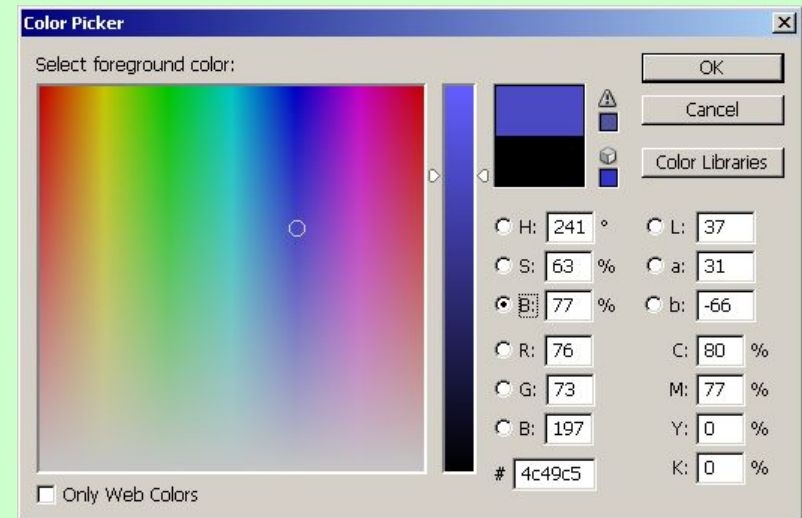 Color Picker
Select foreground color:
OK
Cancel
Color Libraries
H: 241 °
L: 37
S: 63 %
a: 31
B: 77 %
b: -66
R: 76
C: 80 %
G: 73
M: 77 %
B: 197
Y: 0 %
# 4c49c5
K: 0 %
Only Web Colors